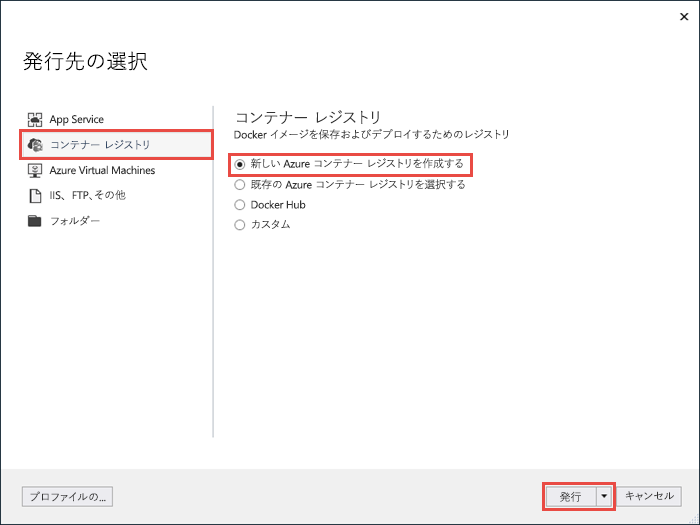 発行先の選択
App Service
コンテナー レジストリ
Azure Virtual Machines
IIS、FTP、その他
フォルダー
コンテナー レジストリ
Docker イメージを保存およびデプロイするためのレジストリ
新しい Azure コンテナー レジストリを作成する
既存の Azure コンテナー レジストリを選択する
Docker Hub
カスタム
プロファイルの...
発行
キャンセル